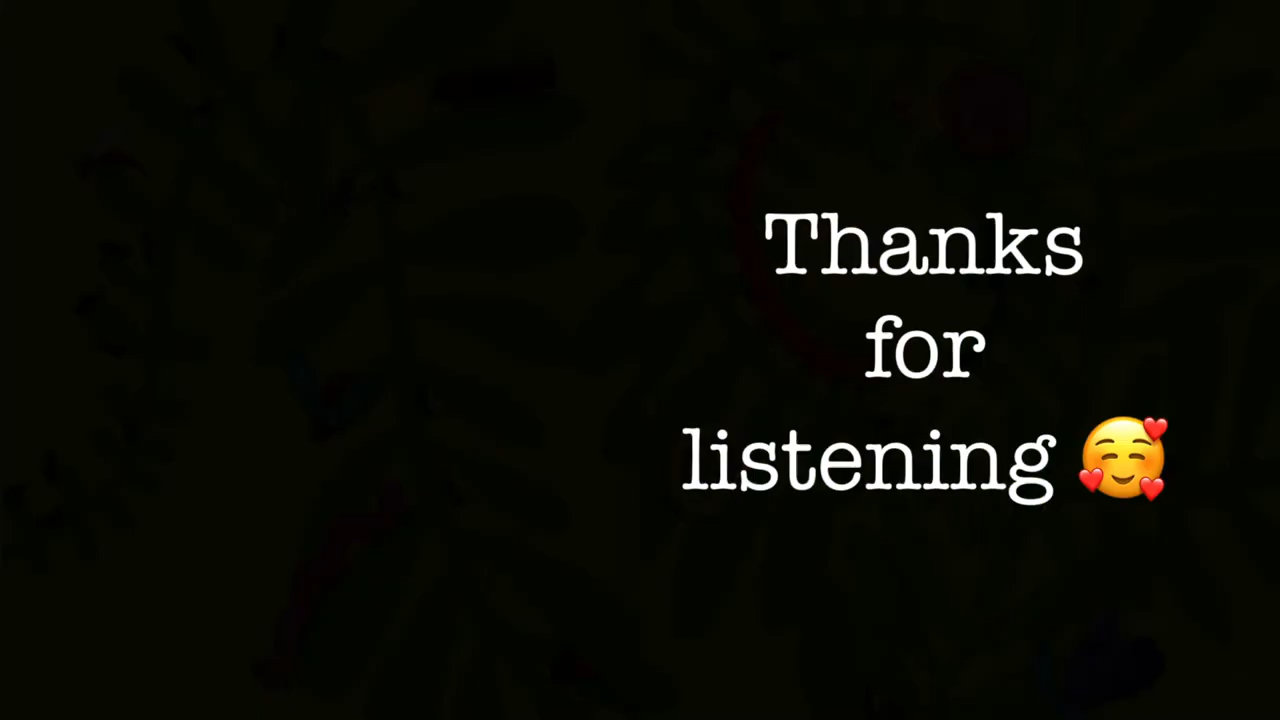 Thanks
for
listening 🥰